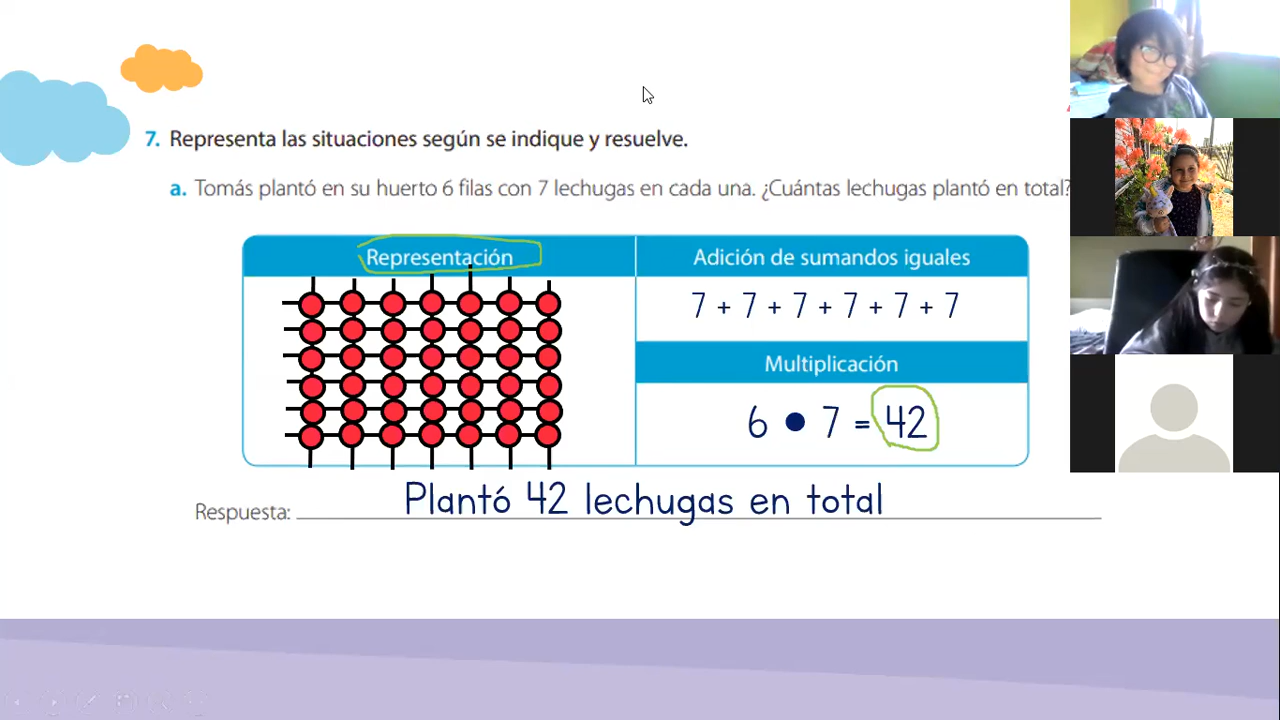 7. Representa las situaciones según se indique y resuelve.
a. Tomás plantó en su huerto 6 filas con 7 lechugas en cada una. ¿Cuántas lechugas plantó en total?
Representación
Adición de sumandos iguales
7 + 7 + 7 + 7 + 7 + 7
Multiplicación
6 • 7 = 42
Respuesta: Plantó 42 lechugas en total